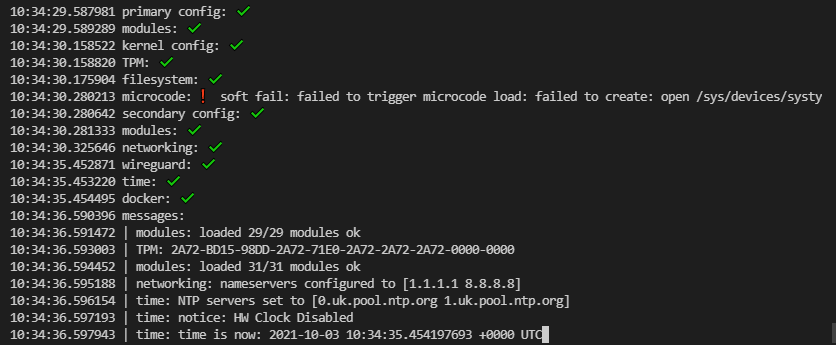 10:34:29.587981 primary config: ✓
10:34:29.589289 modules: ✓
10:34:30.158522 kernel config: ✓
10:34:30.158820 TPM: ✓
10:34:30.175904 filesystem: ✓
10:34:30.280213 microcode: ❗ soft fail: failed to trigger microcode load: failed to create: open /sys/devices/systy
10:34:30.280642 secondary config: ✓
10:34:30.281333 modules: ✓
10:34:30.325646 networking: ✓
10:34:35.452871 wireguard: ✓
10:34:35.453220 time: ✓
10:34:35.454495 docker: ✓
10:34:36.590396 messages:
10:34:36.591472 | modules: loaded 29/29 modules ok
10:34:36.593003 | TPM: 2A72-BD15-98DD-2A72-71E0-2A72-2A72-2A72-0000-0000
10:34:36.594452 | modules: loaded 31/31 modules ok
10:34:36.595188 | networking: nameservers configured to [1.1.1.1 8.8.8.8]
10:34:36.596154 | time: NTP servers set to [0.uk.pool.ntp.org 1.uk.pool.ntp.org]
10:34:36.597193 | time: notice: HW Clock Disabled
10:34:36.597943 | time: time is now: 2021-10-03 10:34:35.454197693 +0000 UTC